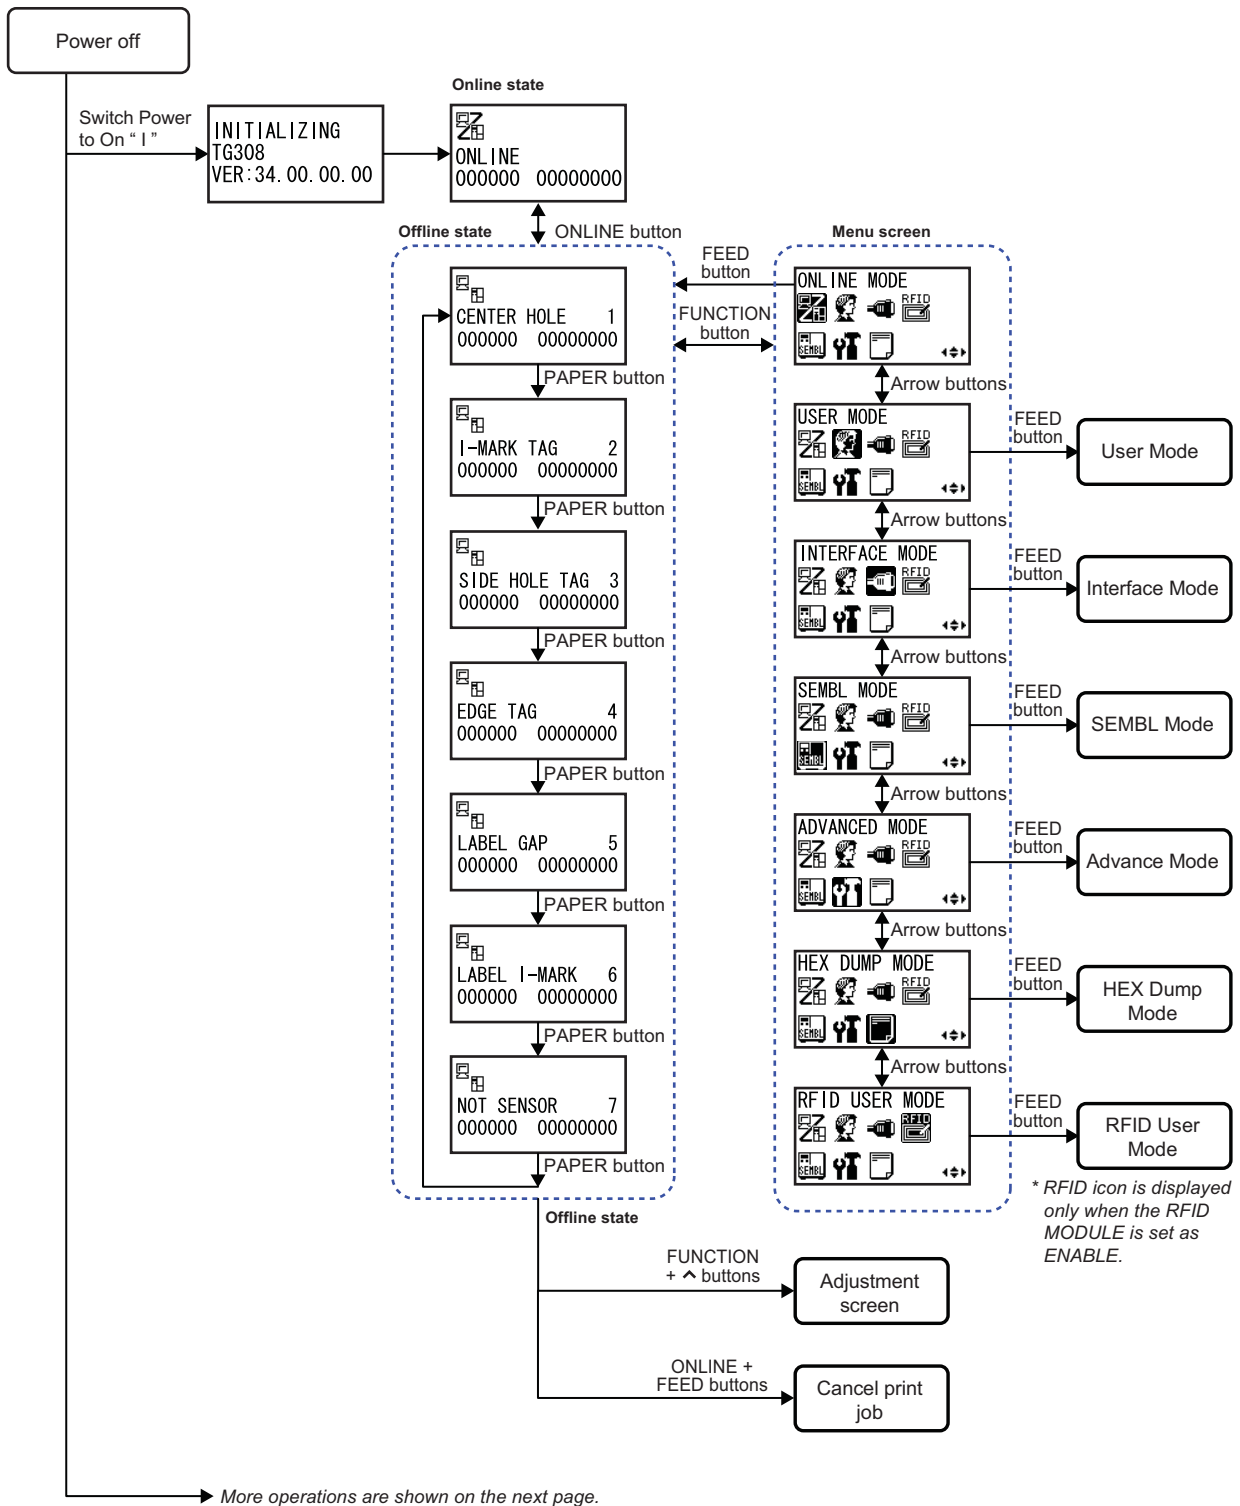 Power off
Switch Power
to On “ I ”
INITIALIZING
TG308
VER:34.00.00.00
Online state
ONLINE
000000 00000000
ONLINE button
Offline state
CENTER HOLE 1
000000 00000000
PAPER button
I-MARK TAG 2
000000 00000000
PAPER button
SIDE HOLE TAG 3
000000 00000000
PAPER button
EDGE TAG 4
000000 00000000
PAPER button
LABEL GAP 5
000000 00000000
PAPER button
LABEL I-MARK 6
000000 00000000
PAPER button
NOT SENSOR 7
000000 00000000
PAPER button
Offline state
FEED
button
FUNCTION
button
Menu screen
ONLINE MODE
RFID
SEMBL
Arrow buttons
USER MODE
RFID
SEMBL
FEED
button
User Mode
Arrow buttons
INTERFACE MODE
RFID
SEMBL
FEED
button
Interface Mode
Arrow buttons
SEMBL MODE
RFID
SEMBL
FEED
button
SEMBL Mode
Arrow buttons
ADVANCED MODE
RFID
SEMBL
FEED
button
Advance Mode
Arrow buttons
HEX DUMP MODE
RFID
SEMBL
FEED
button
HEX Dump
Mode
Arrow buttons
RFID USER MODE
RFID
SEMBL
FEED
button
RFID User
Mode
* RFID icon is displayed
only when the RFID
MODULE is set as
ENABLE.
FUNCTION
+ ^ buttons
Adjustment
screen
ONLINE +
FEED buttons
Cancel print
job
More operations are shown on the next page.